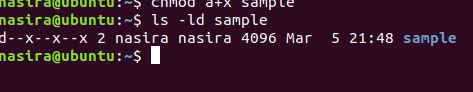 nasira@ubuntu:~$ chmod a+x sample
nasira@ubuntu:~$ ls -ld sample
d--x--x--x 2 nasira nasira 4096 Mar  5 21:48 sample
nasira@ubuntu:~$